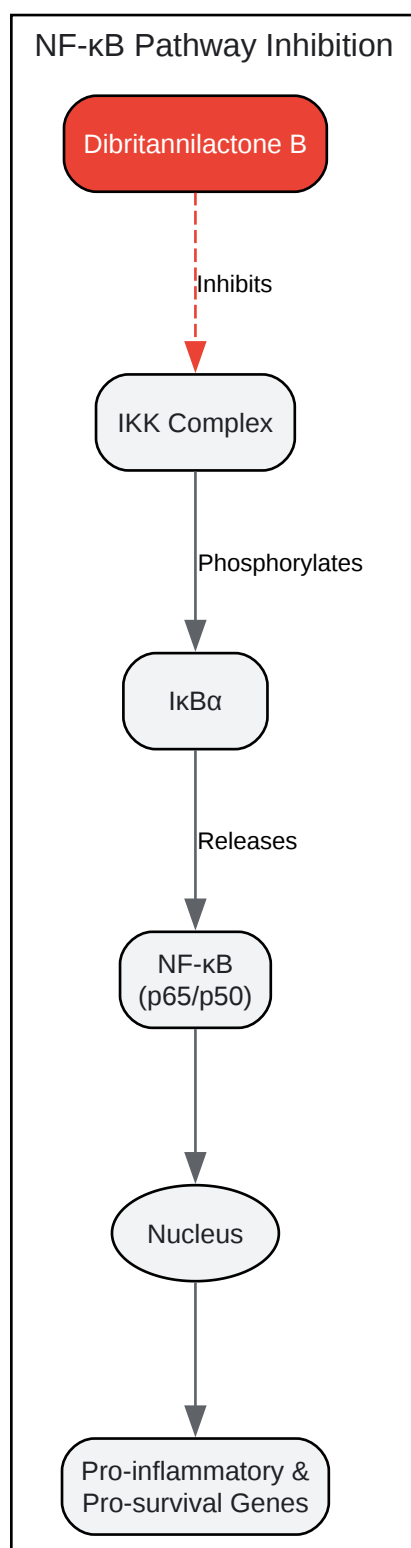 NF-κB Pathway Inhibition
Dibritannilactone B
Inhibits
IKK Complex
Phosphorylates
IκBα
Releases
NF-κB
(p65/p50)
Nucleus
Pro-inflammatory &
Pro-survival Genes